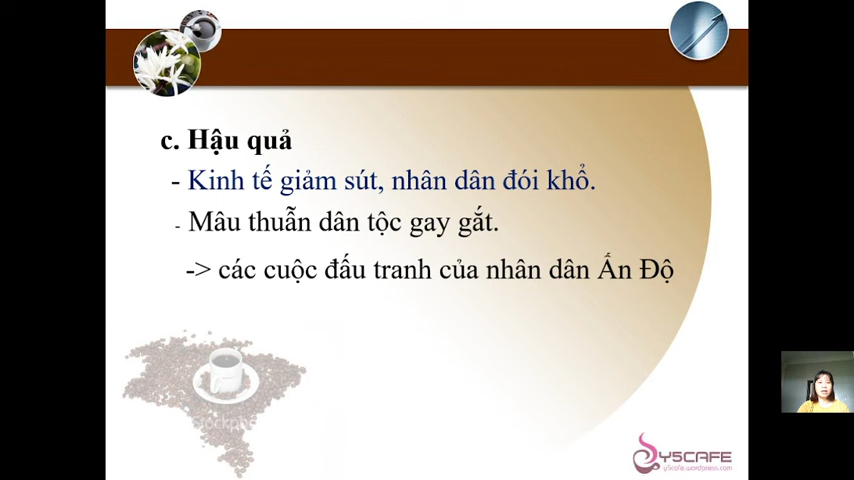 c. Hậu quả
- Kinh tế giảm sút, nhân dân đói khổ.
- Mâu thuẫn dân tộc gay gắt.
-> các cuộc đấu tranh của nhân dân Ấn Độ
Y5CAFE
y5cafe.wordpress.com